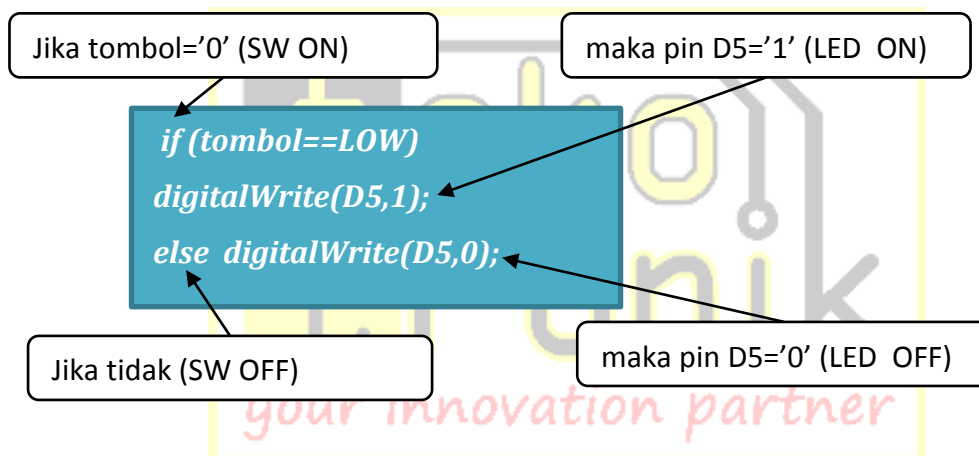 Jika tombol=’0’ (SW ON)
maka pin D5=’1’ (LED  ON)
if (tombol==LOW)
digitalWrite(D5,1);
else  digitalWrite(D5,0);
Jika tidak (SW OFF)
maka pin D5=’0’ (LED  OFF)
your innovation partner